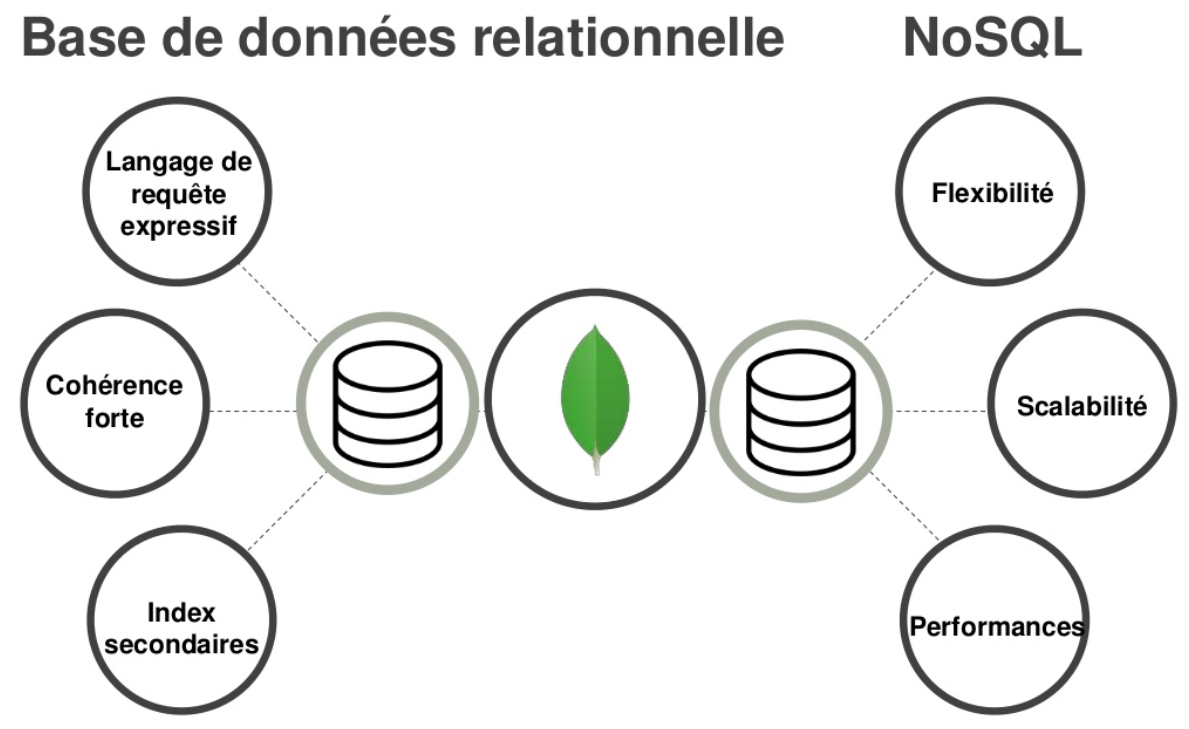 Base de données relationnelle
NoSQL
Langage de
requête
expressif
Cohérence
forte
Index
secondaires
Flexibilité
Scalabilité
Performances